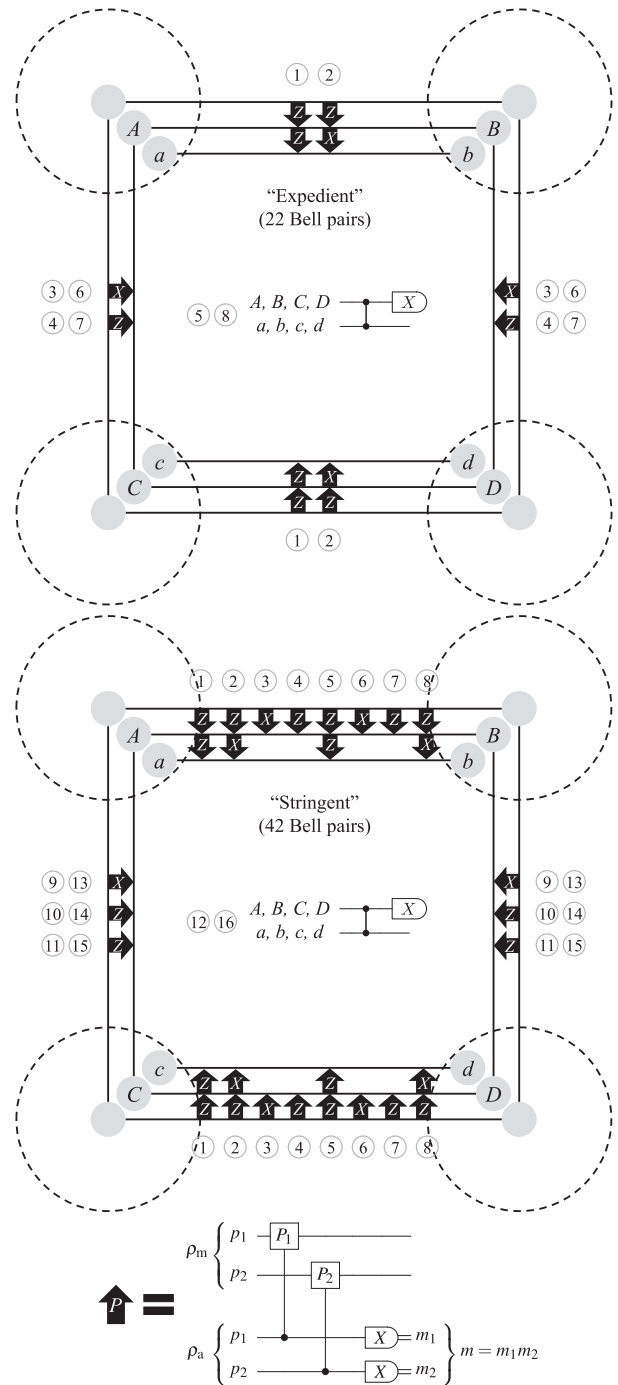 ① ②
Z Z
A B
Z X
a b
“Expedient”
(22 Bell pairs)
③ ⑥ X X ③ ⑥
A, B, C, D X
⑤ ⑧
④ ⑦ Z Z ④ ⑦
a, b, c, d
c d
Z X
C D
Z Z
① ②
① ② ③ ④ ⑤ ⑥ ⑦ ⑧
Z Z X Z Z X Z Z
A B
Z X Z X
a b
“Stringent”
(42 Bell pairs)
⑨ ⑬ X X ⑨ ⑬
A, B, C, D X
⑩ ⑭ Z Z ⑩ ⑭
⑫ ⑯
a, b, c, d
⑪ ⑮ Z Z ⑪ ⑮
c d
Z X Z X
C D
Z Z X Z Z X Z Z
① ② ③ ④ ⑤ ⑥ ⑦ ⑧
ρm { p1 P1
p2 P2
P =
ρa { p1 X = m1
p2 X = m2 } m = m1m2